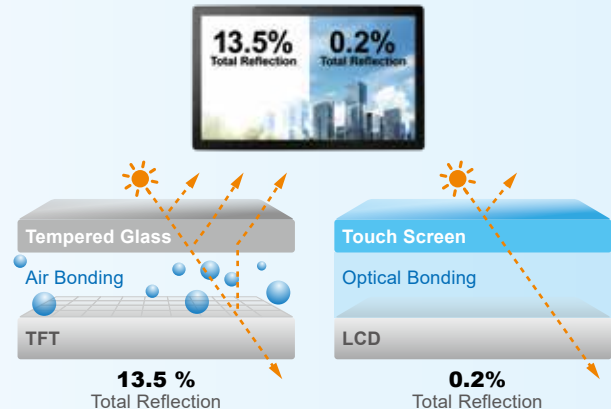 13.5%
Total Reflection
0.2%
Total Reflection
Tempered Glass
Air Bonding
TFT
13.5 %
Total Reflection
Touch Screen
Optical Bonding
LCD
0.2%
Total Reflection